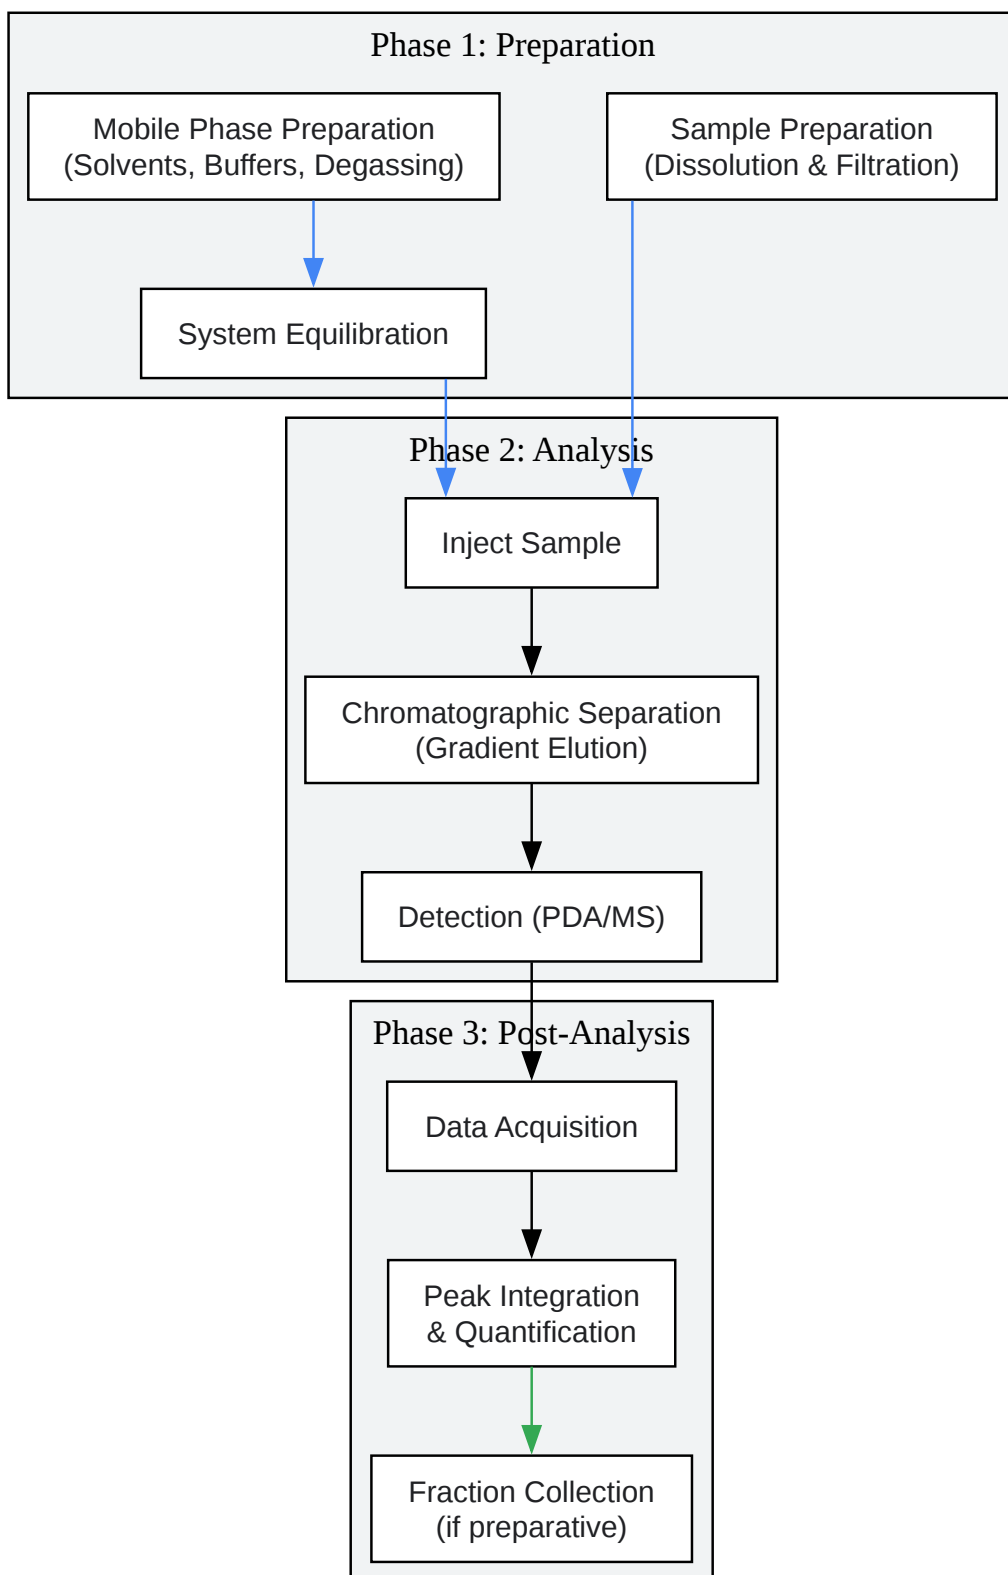 Phase 1: Preparation
Mobile Phase Preparation
(Solvents, Buffers, Degassing)
Sample Preparation
(Dissolution & Filtration)
System Equilibration
Phase 2: Analysis
Inject Sample
Chromatographic Separation
(Gradient Elution)
Detection (PDA/MS)
Phase 3: Post-Analysis
Data Acquisition
Peak Integration
& Quantification
Fraction Collection
(if preparative)